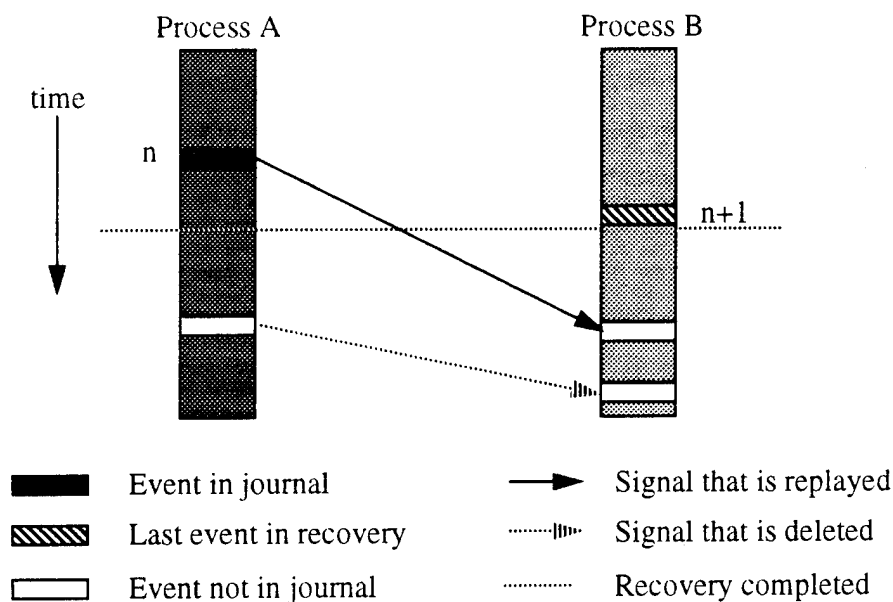 Process A
Process B
time
n
n+1
Event in journal
Signal that is replayed
Last event in recovery
Signal that is deleted
Event not in journal
Recovery completed